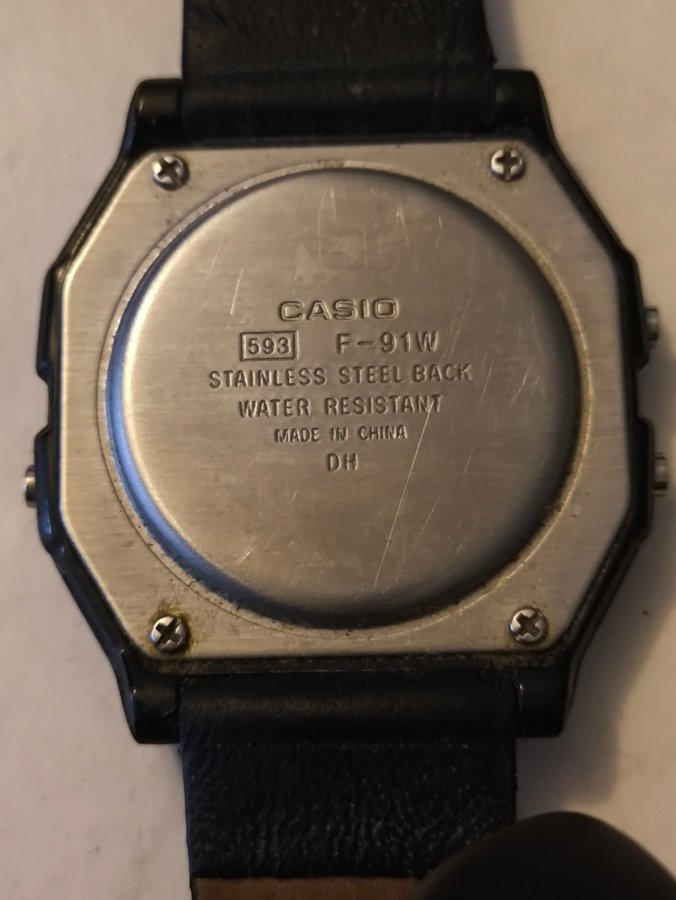 CASIO
593 F-91W
STAINLESS STEEL BACK
WATER RESISTANT
MADE IN CHINA
DH